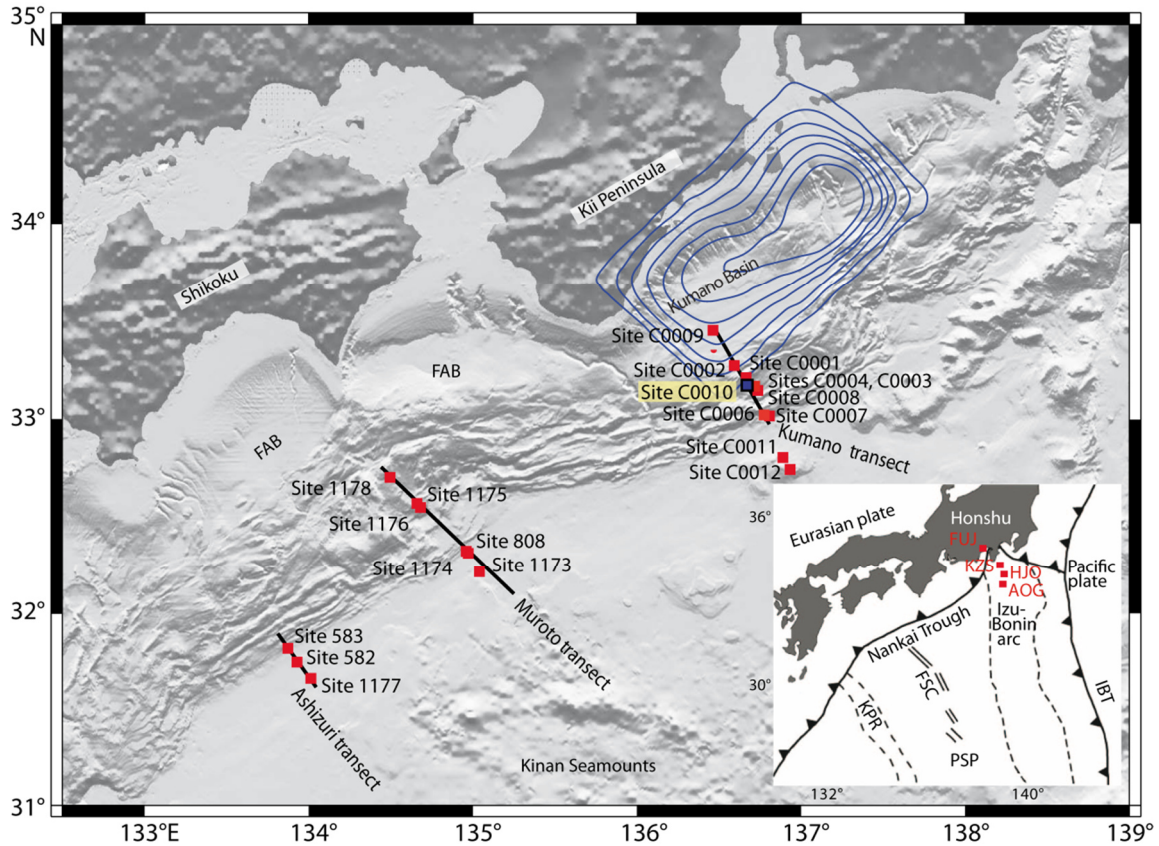 35°
N
34°
33°
32°
31°
133°E
134°
135°
136°
137°
138°
139°
Kii Peninsula
Shikoku
Kumano Basin
Site C0009
Site C0001
Site C0002
Sites C0004, C0003
Site C0010
Site C0008
Site C0006
Site C0007
Kumano transect
Site C0011
Site C0012
FAB
FAB
Site 1178
Site 1175
Site 1176
Site 808
Site 1174
Site 1173
Muroto transect
Site 583
Site 582
Site 1177
Ashizuri transect
Kinan Seamounts
36°
30°
132°
140°
Eurasian plate
Honshu
FUJ
KZS
HJO
AOG
Pacific
plate
Izu-
Bonin
arc
Nankai Trough
FSC
KPR
PSP
IBT